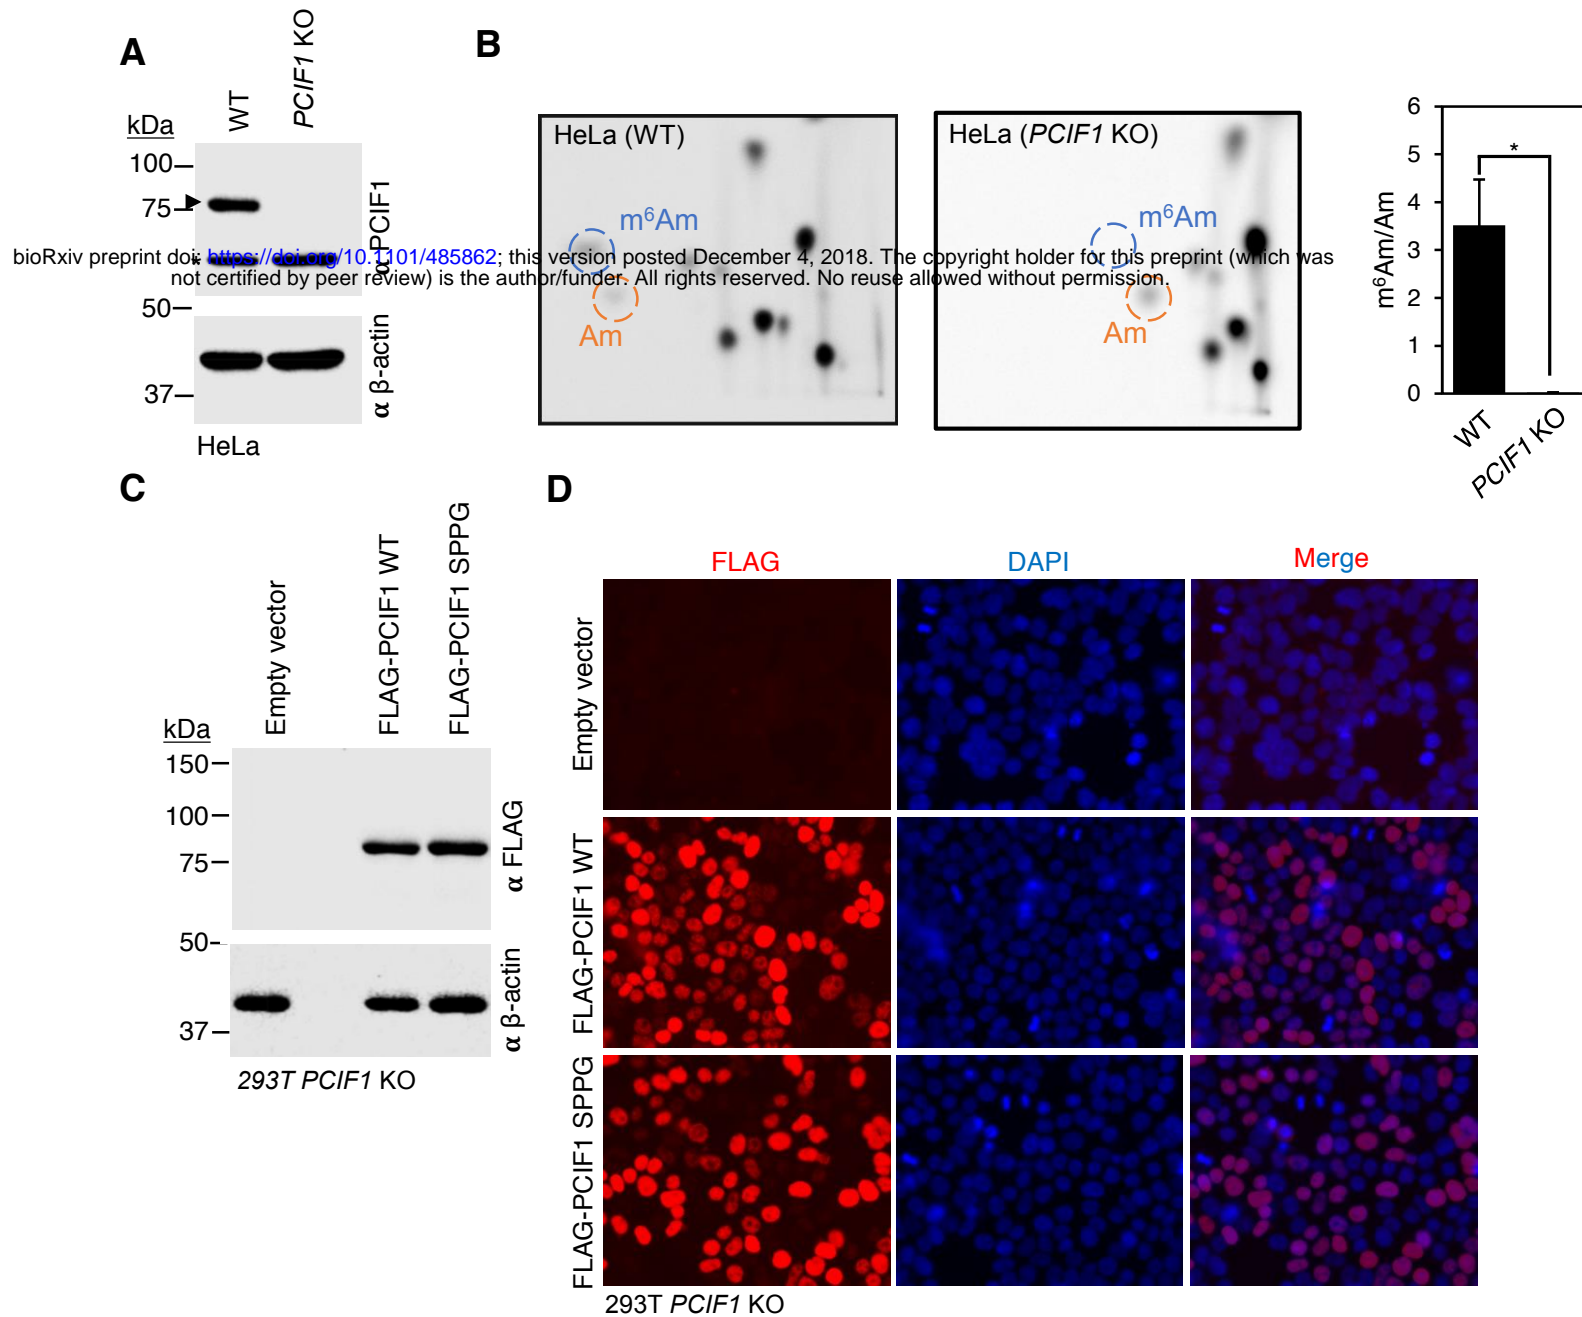 A
B
WT
PCIF1 KO
kDa
100
75
50
37
*
α PCIF1
α β-actin
HeLa
HeLa (WT)
m⁶Am
Am
HeLa (PCIF1 KO)
m⁶Am
Am
m⁶Am/Am
6
5
4
3
2
1
0
*
WT
PCIF1 KO
bioRxiv preprint doi: https://doi.org/10.1101/485862; this version posted December 4, 2018. The copyright holder for this preprint (which was
not certified by peer review) is the author/funder. All rights reserved. No reuse allowed without permission.
C
D
Empty vector
FLAG-PCIF1 WT
FLAG-PCIF1 SPPG
kDa
150
100
75
50
37
α FLAG
α β-actin
293T PCIF1 KO
FLAG
DAPI
Merge
Empty vector
FLAG-PCIF1 WT
FLAG-PCIF1 SPPG
293T PCIF1 KO